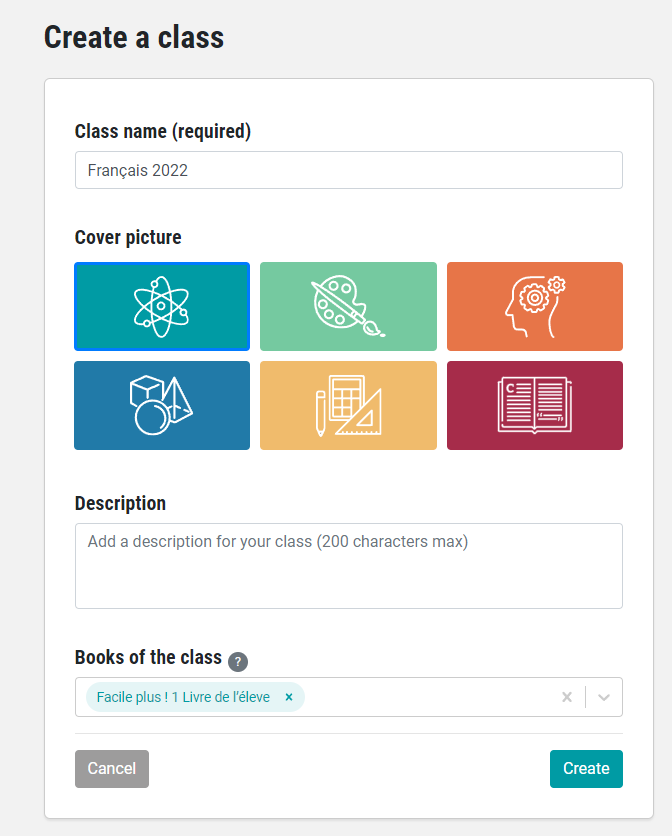 Create a class
Class name (required)
Français 2022
Cover picture
C
Description
Add a description for your class (200 characters max)
Books of the class ?
Facile plus ! 1 Livre de l'éleve ×
Cancel
Create